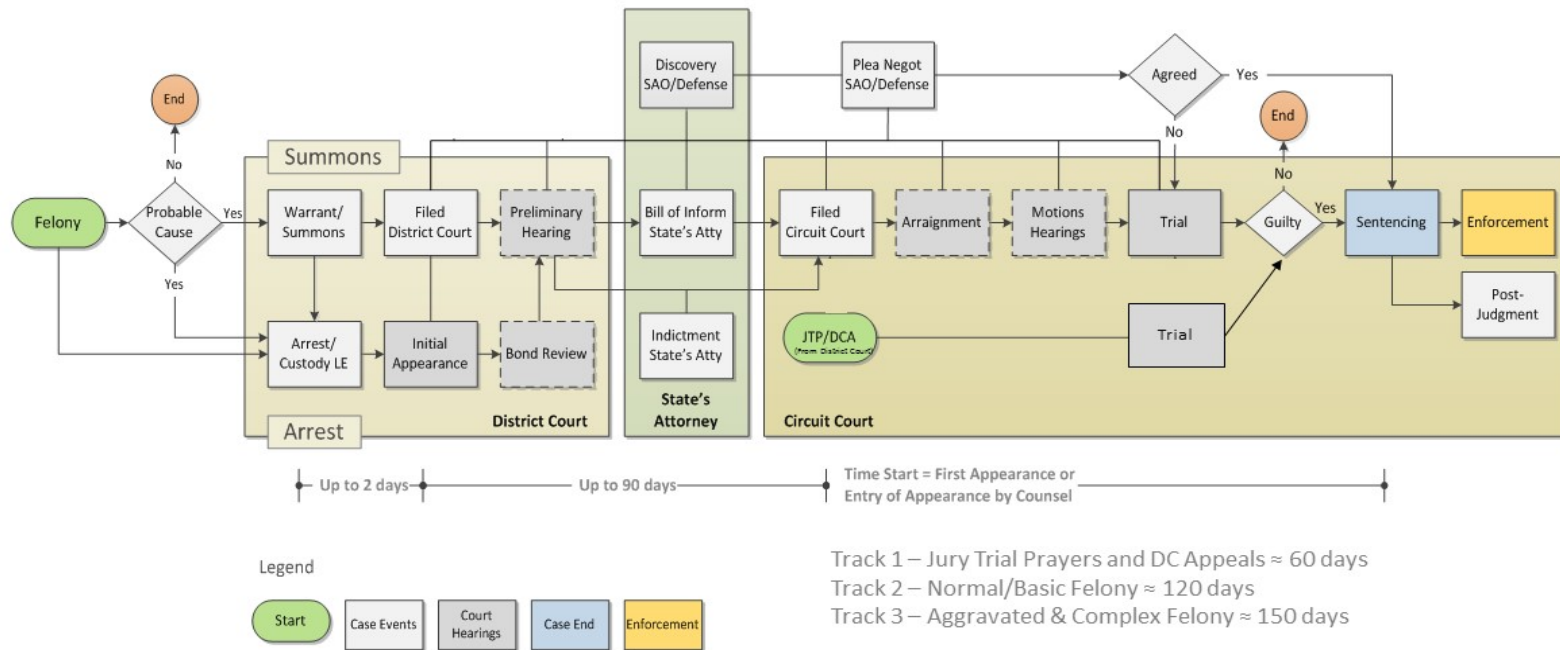 Discovery
SAO/Defense
Plea Negot
SAO/Defense
Agreed
Yes
End
End
No
No
No
Summons
Felony
Probable
Cause
Yes
Warrant/
Summons
Filed
District Court
Preliminary
Hearing
Bill of Inform
State's Atty
Filed
Circuit Court
Arraignment
Motions
Hearings
Trial
Guilty
Yes
Sentencing
Enforcement
Yes
Arrest/
Custody LE
Initial
Appearance
Bond Review
Indictment
State's Atty
JTP/DCA
(From District Court)
Trial
Post-
Judgment
Arrest
District Court
State's
Attorney
Circuit Court
Up to 2 days
Up to 90 days
Time Start = First Appearance or
Entry of Appearance by Counsel
Legend
Start
Case Events
Court
Hearings
Case End
Enforcement
Track 1 – Jury Trial Prayers and DC Appeals ≈ 60 days
Track 2 – Normal/Basic Felony ≈ 120 days
Track 3 – Aggravated & Complex Felony ≈ 150 days